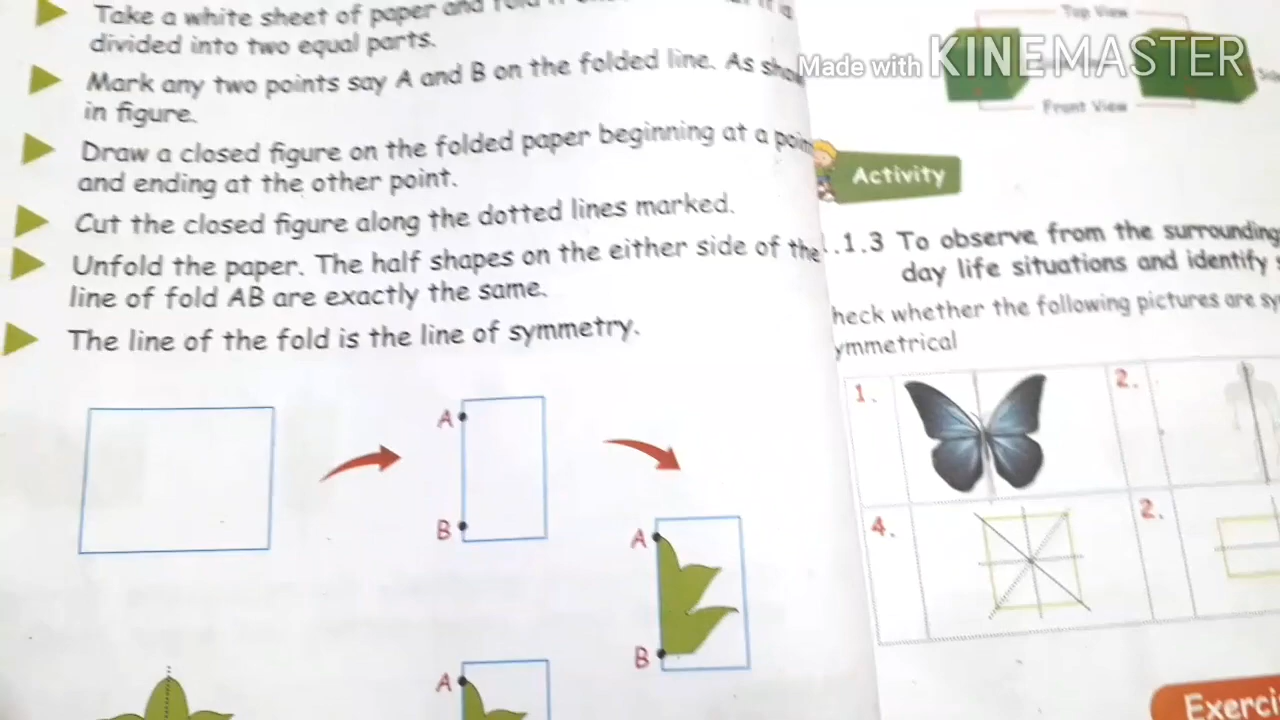 Take a white sheet of paper and
divided into two equal parts.
Mark any two points say A and B on the folded line. As
in figure.
Draw a closed figure on the folded paper beginning at a
and ending at the other point.
Cut the closed figure along the dotted lines marked.
Unfold the paper. The half shapes on the either side of the
line of fold AB are exactly the same.
The line of the fold is the line of symmetry.
A
B
A
B
A
Made with KINEMASTER
Top View
Front View
Activity
.1.3 To observe from the surrounding
day life situations and identify
heck whether the following pictures are sy
ymmetrical
1.
2.
4.
2.
Exerci